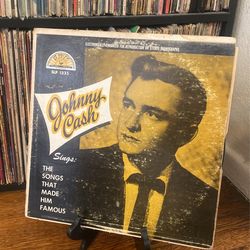 SLP 1235
Johnny
Cash
Sings:
THE
SONGS
THAT
MADE
HIM
FAMOUS